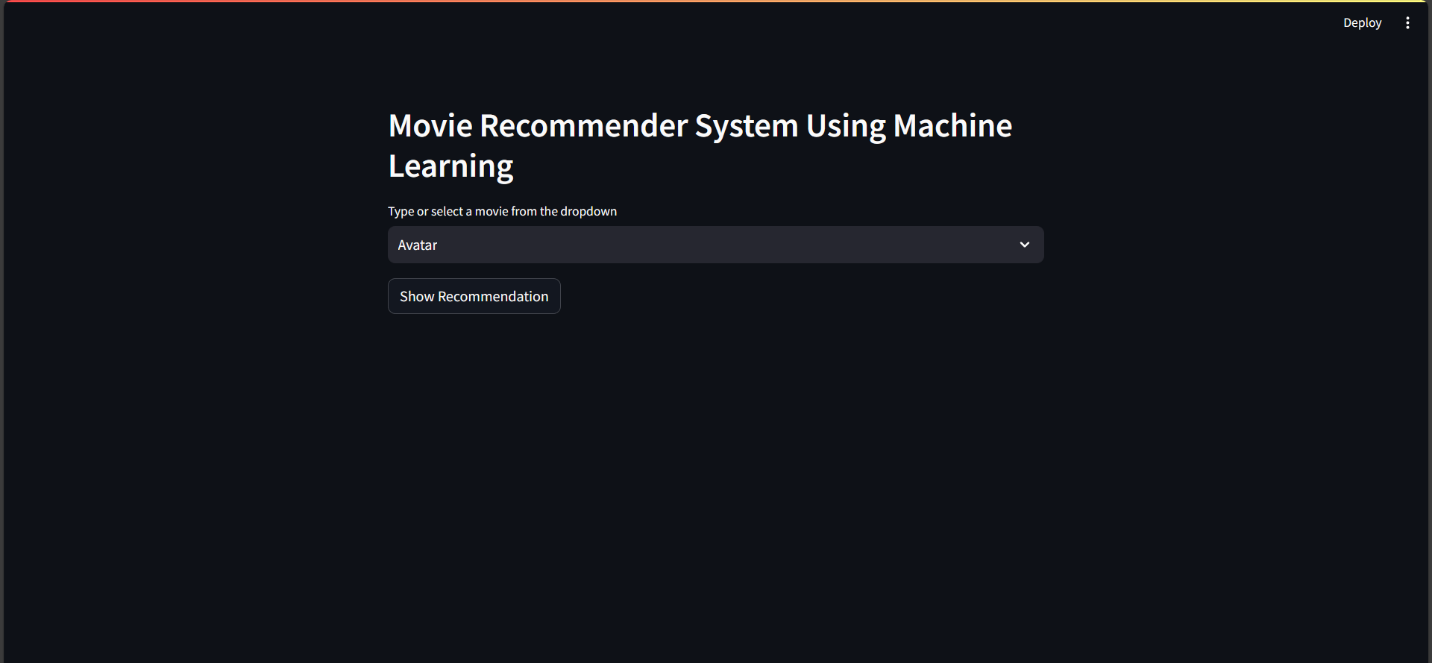 Deploy
Movie Recommender System Using Machine
Learning
Type or select a movie from the dropdown
Avatar
Show Recommendation